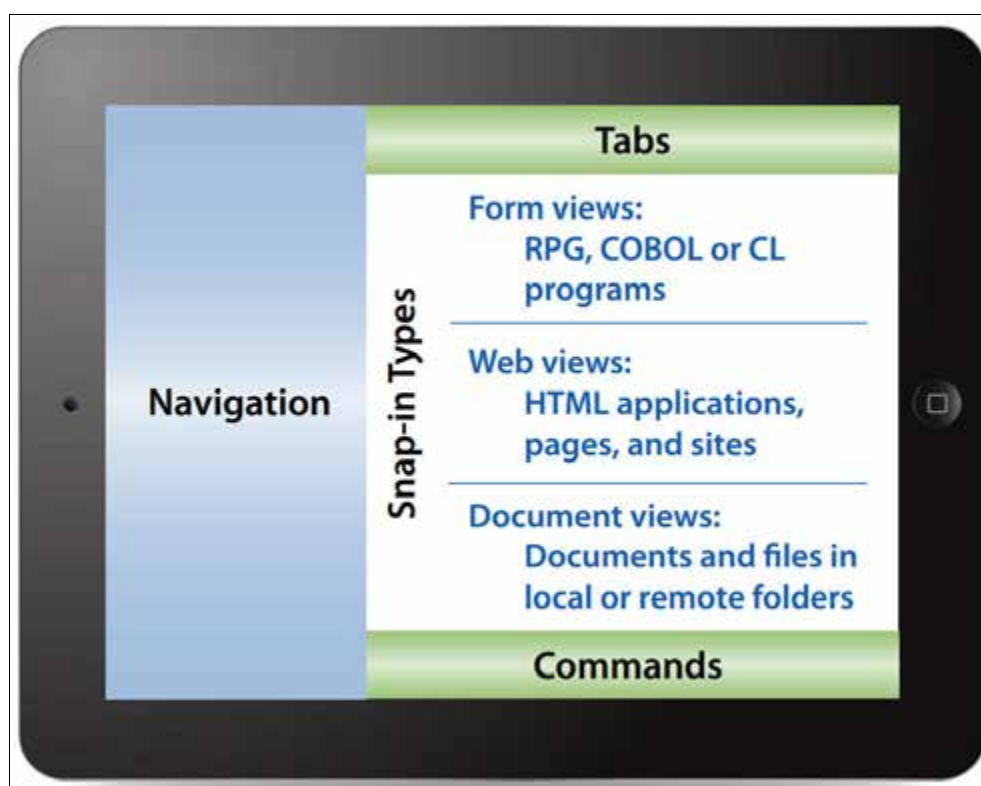 Navigation
Tabs
Snap-in Types
Form views:
RPG, COBOL or CL
programs
Web views:
HTML applications,
pages, and sites
Document views:
Documents and files in
local or remote folders
Commands